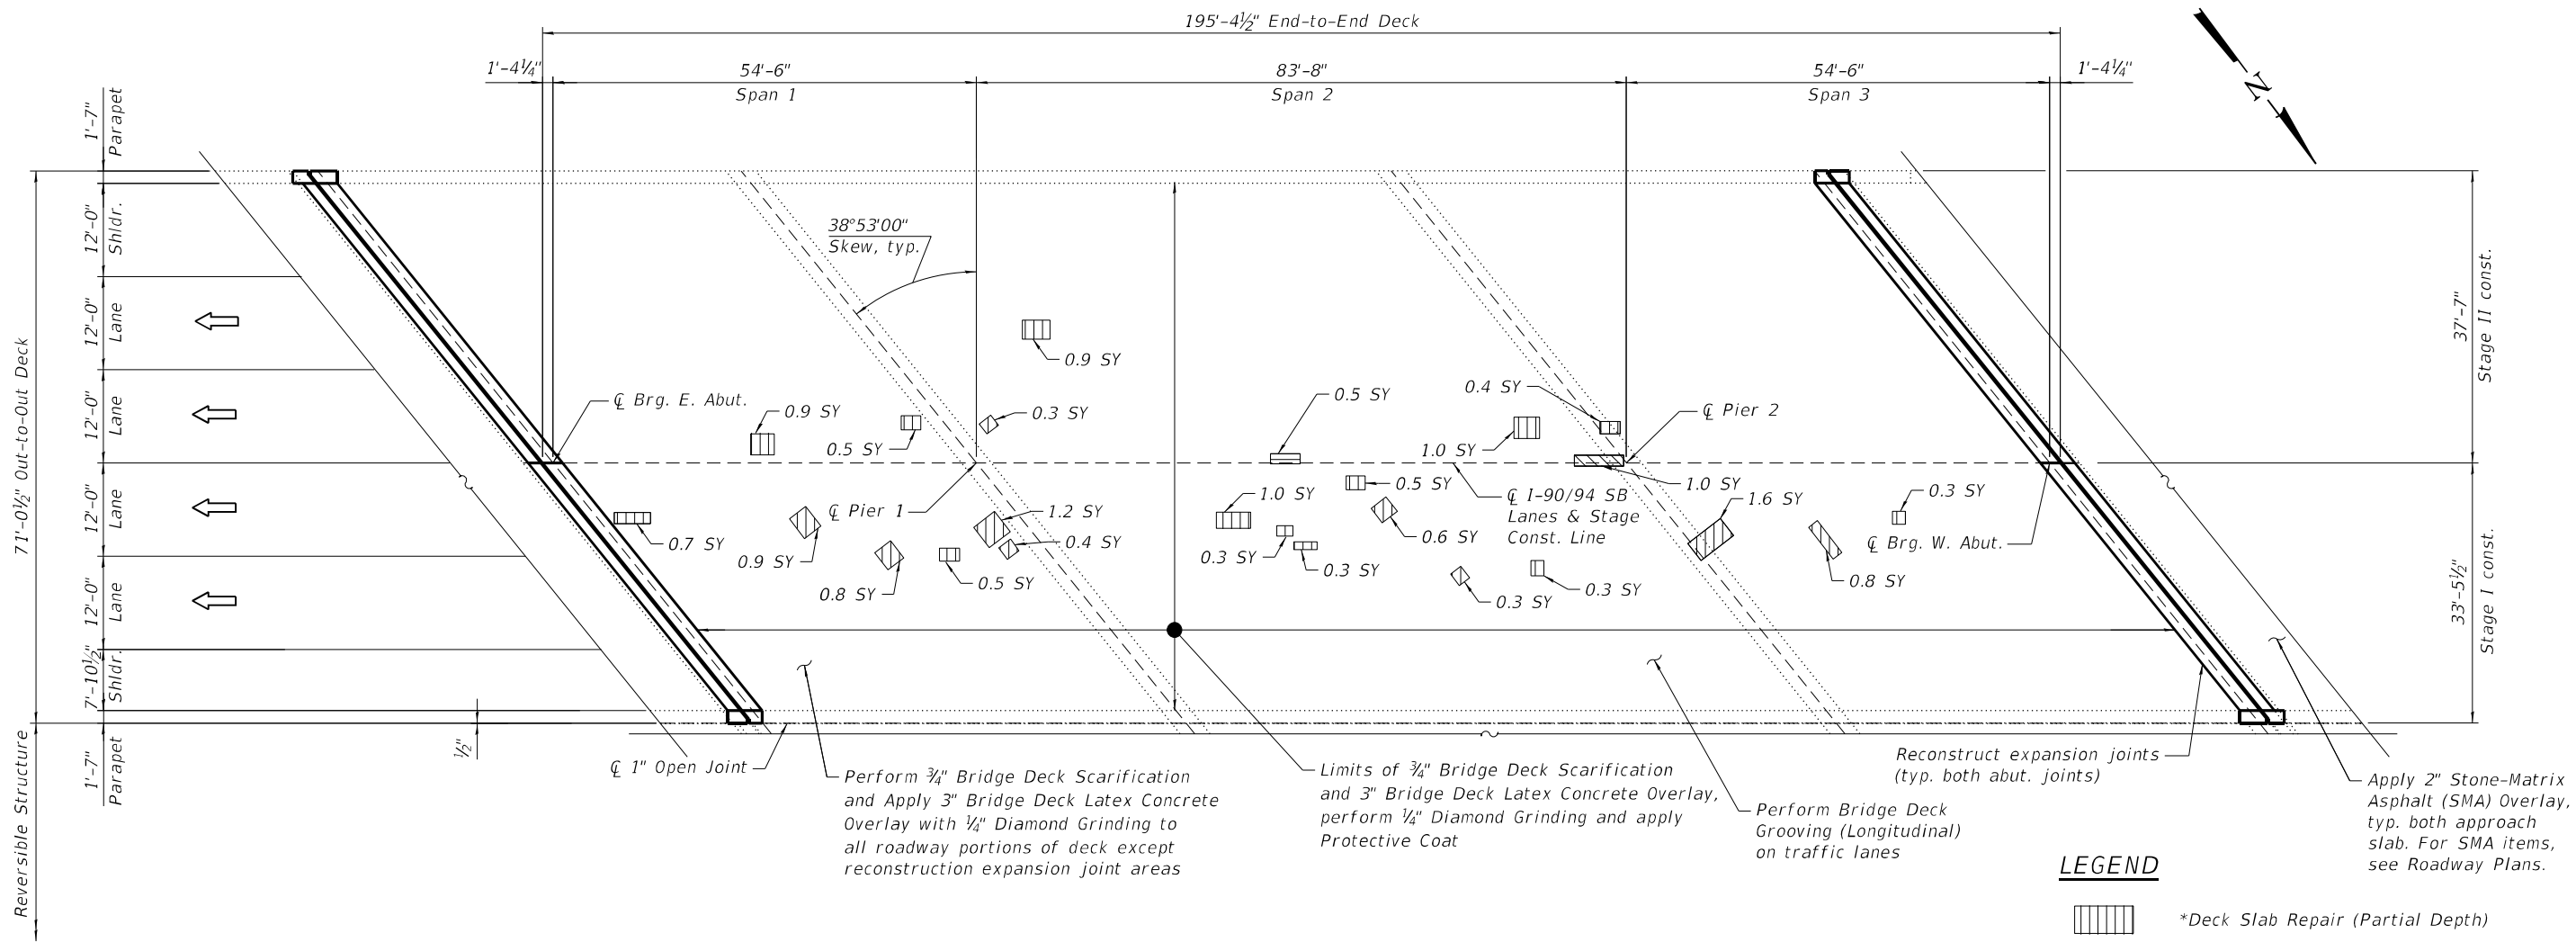 195'-4½" End-to-End Deck
1'-4¼"
54'-6"
83'-8"
54'-6"
1'-4¼"
Span 1
Span 2
Span 3
N
1'-7"
Parapet
12'-0"
Shldr.
12'-0"
Lane
12'-0"
Lane
12'-0"
Lane
12'-0"
Lane
7'-10½"
Shldr.
1'-7"
Parapet
71'-0½" Out-to-Out Deck
Reversible Structure
½"
38°53'00"
Skew, typ.
0.9 SY
℄ Brg. E. Abut.
0.9 SY
0.5 SY
0.3 SY
0.5 SY
0.4 SY
1.0 SY
℄ Pier 2
℄ Pier 1
0.7 SY
0.9 SY
0.8 SY
0.5 SY
1.2 SY
0.4 SY
1.0 SY
0.3 SY
0.3 SY
0.5 SY
0.6 SY
0.3 SY
0.3 SY
℄ I-90/94 SB
Lanes & Stage
Const. Line
1.0 SY
1.6 SY
0.3 SY
0.8 SY
℄ Brg. W. Abut.
37'-7"
Stage II const.
33'-5½"
Stage I const.
℄ 1" Open Joint
Perform ¾" Bridge Deck Scarification
and Apply 3" Bridge Deck Latex Concrete
Overlay with ¼" Diamond Grinding to
all roadway portions of deck except
reconstruction expansion joint areas
Limits of ¾" Bridge Deck Scarification
and 3" Bridge Deck Latex Concrete Overlay,
perform ¼" Diamond Grinding and apply
Protective Coat
Perform Bridge Deck
Grooving (Longitudinal)
on traffic lanes
Reconstruct expansion joints
(typ. both abut. joints)
Apply 2" Stone-Matrix
Asphalt (SMA) Overlay,
typ. both approach
slab. For SMA items,
see Roadway Plans.
LEGEND
*Deck Slab Repair (Partial Depth)